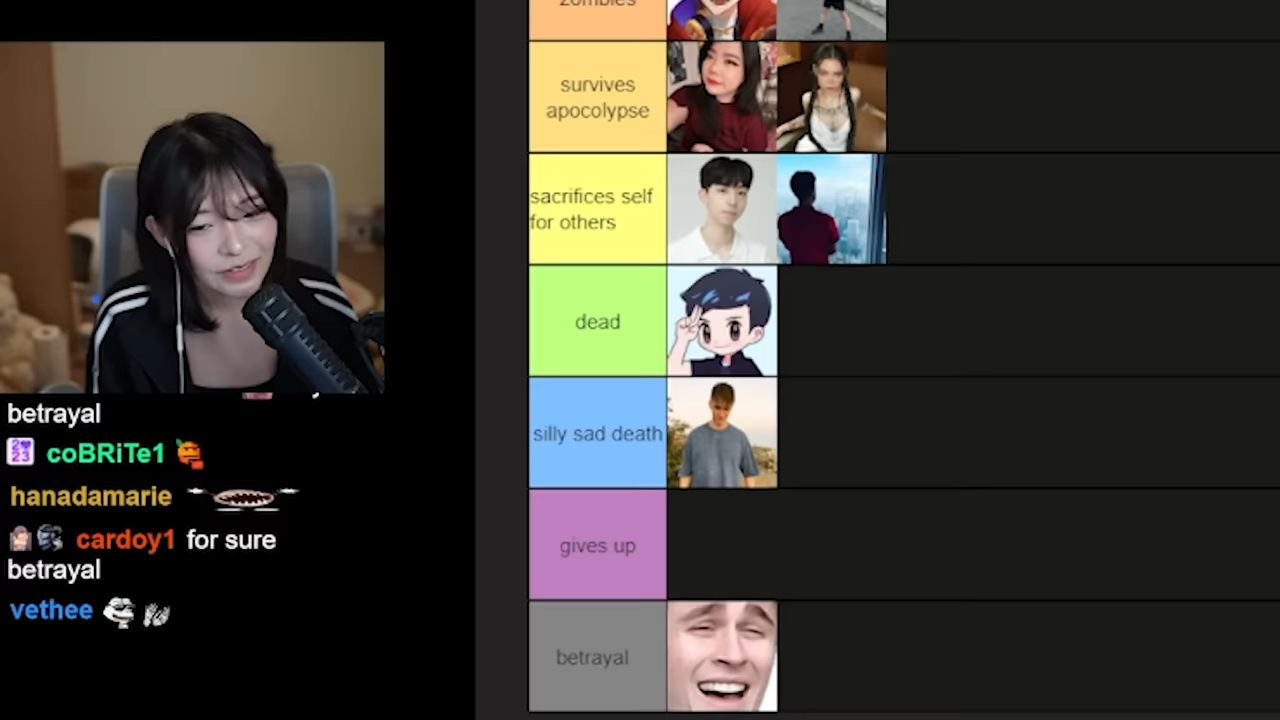 zombies
survives
apocolypse
sacrifices self
for others
dead
silly sad death
gives up
betrayal
betrayal
coBRiTe1
hanadamarie
cardoy1 for sure
betrayal
vethee